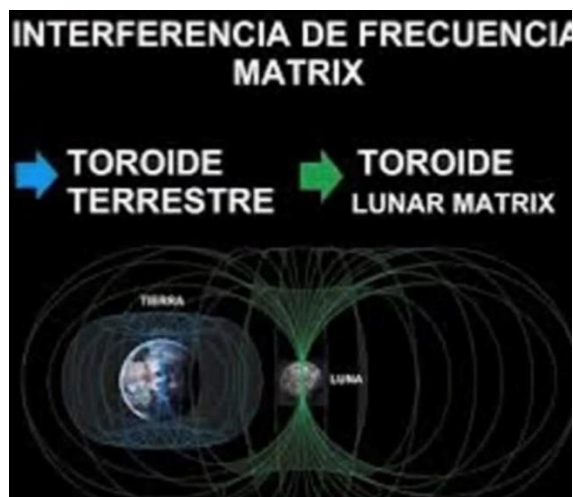 INTERFERENCIA DE FRECUENCIA
MATRIX
TOROIDE
TERRESTRE
TOROIDE
LUNAR MATRIX
TIERRA
LUNA